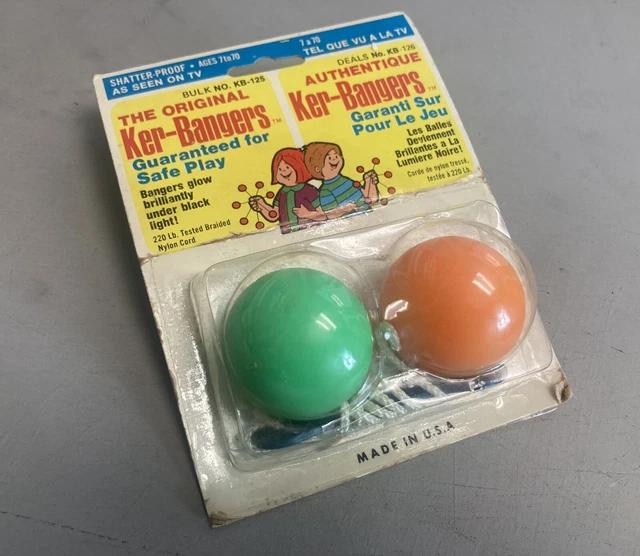 SHATTER-PROOF • AGES 7 to 70
AS SEEN ON TV
7 à 70
TEL QUE VU A LA TV
BULK NO. KB-125
THE ORIGINAL
Ker-Bangers™
Guaranteed for
Safe Play
Bangers glow
brilliantly
under black
light!
220 Lb. Tested Braided
Nylon Cord
DEALS No. KB-126
AUTHENTIQUE
Ker-Bangers™
Garanti Sur
Pour Le Jeu
Les Balles
Deviennent
Brillantes a La
Lumiere Noire!
Corde de nylon tressé,
testée à 220 Lb.
MADE IN U.S.A.